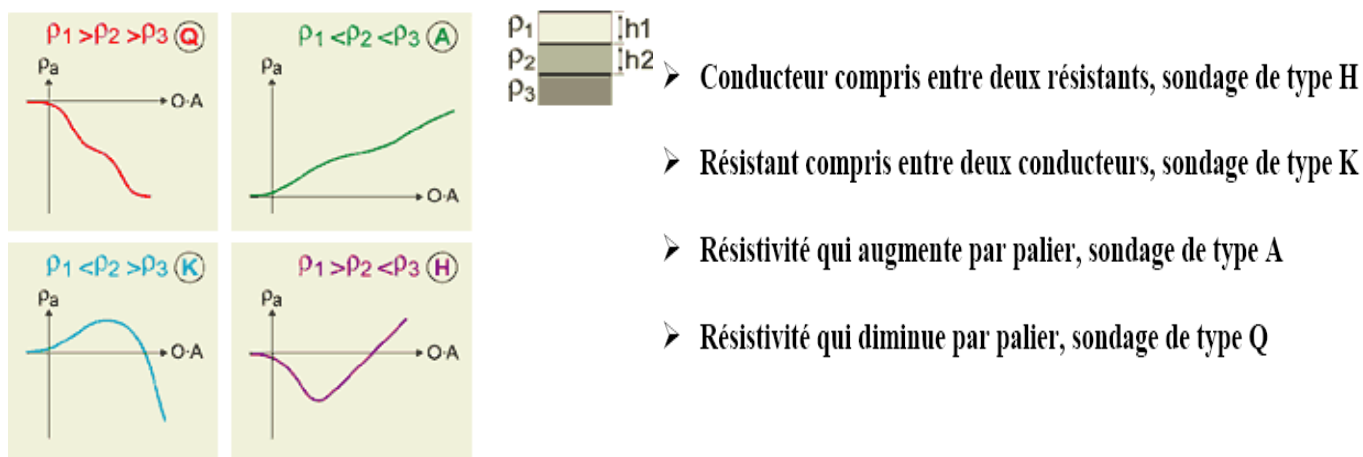 ρ1 >ρ2 >ρ3 Q
ρa
O·A
ρ1 <ρ2 <ρ3 A
ρa
O·A
ρ1 <ρ2 >ρ3 K
ρa
O·A
ρ1 >ρ2 <ρ3 H
ρa
O·A
ρ1 h1
ρ2 h2
ρ3
➢ Conducteur compris entre deux résistants, sondage de type H
➢ Résistant compris entre deux conducteurs, sondage de type K
➢ Résistivité qui augmente par palier, sondage de type A
➢ Résistivité qui diminue par palier, sondage de type Q